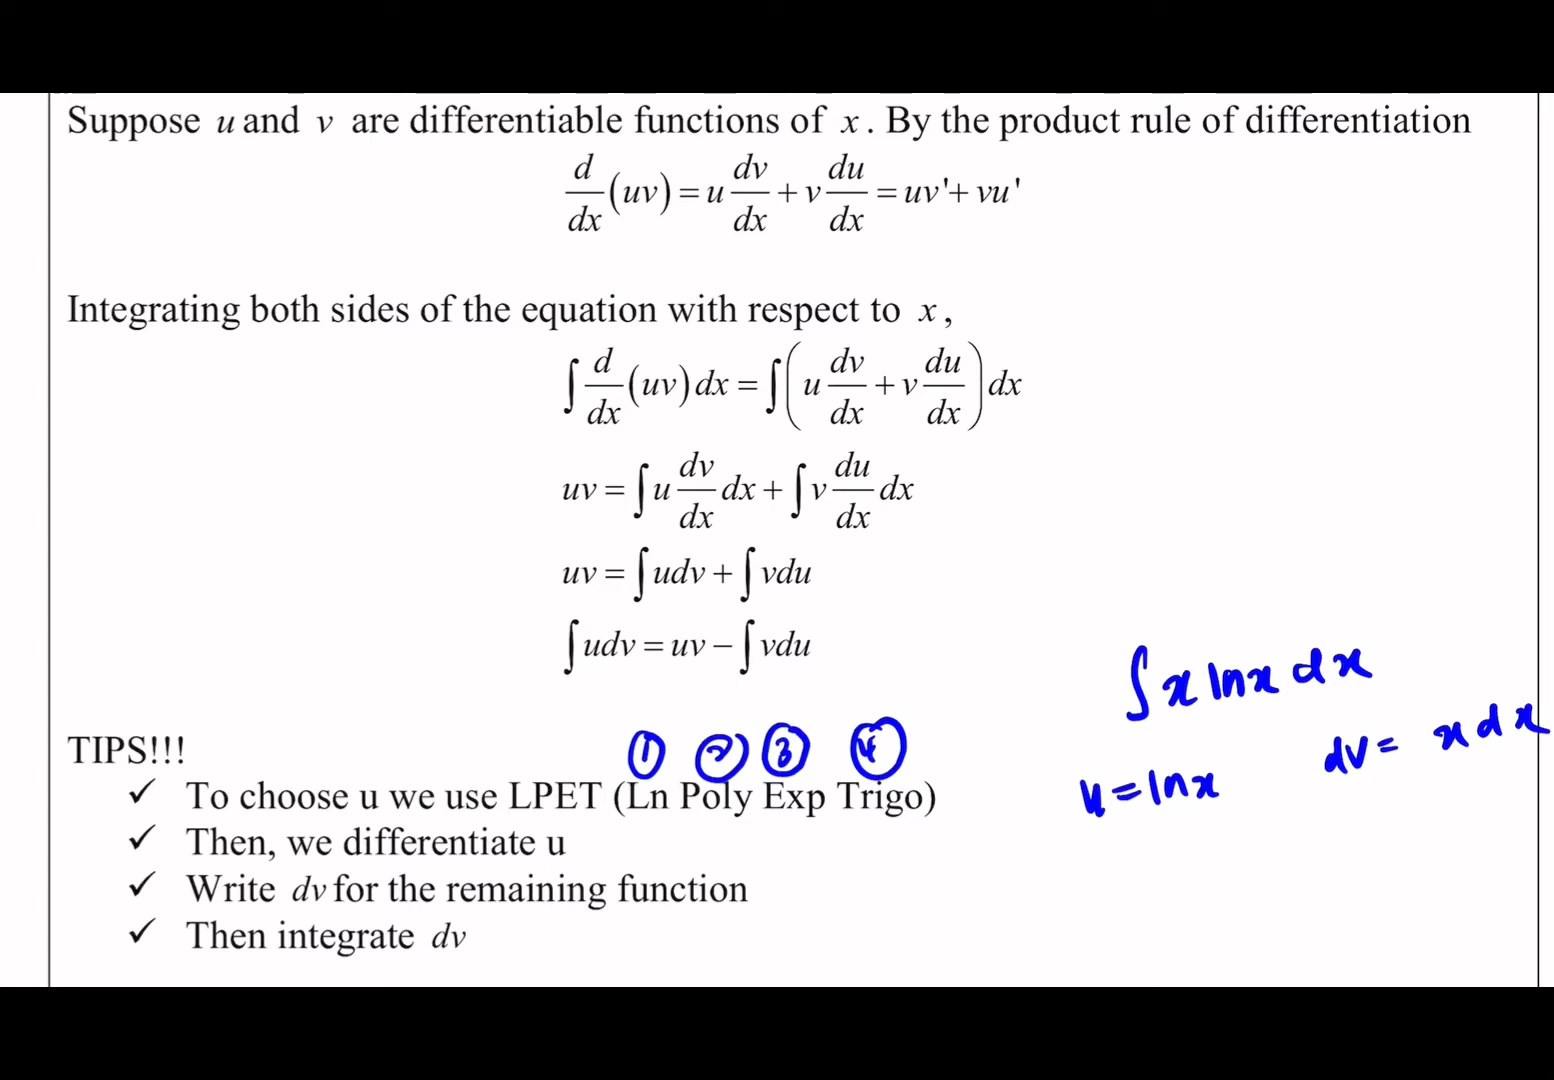 Suppose u and v are differentiable functions of x. By the product rule of differentiation
d/dx (uv) = u dv/dx + v du/dx = uv'+ vu'
Integrating both sides of the equation with respect to x,
∫ d/dx (uv) dx = ∫ (u dv/dx + v du/dx) dx
uv = ∫ u dv/dx dx + ∫ v du/dx dx
uv = ∫ udv + ∫ vdu
∫ udv = uv − ∫ vdu
∫ x ln x dx
u = ln x dv = x dx
TIPS!!! ① ② ③ ④
✓ To choose u we use LPET (Ln Poly Exp Trigo)
✓ Then, we differentiate u
✓ Write dv for the remaining function
✓ Then integrate dv